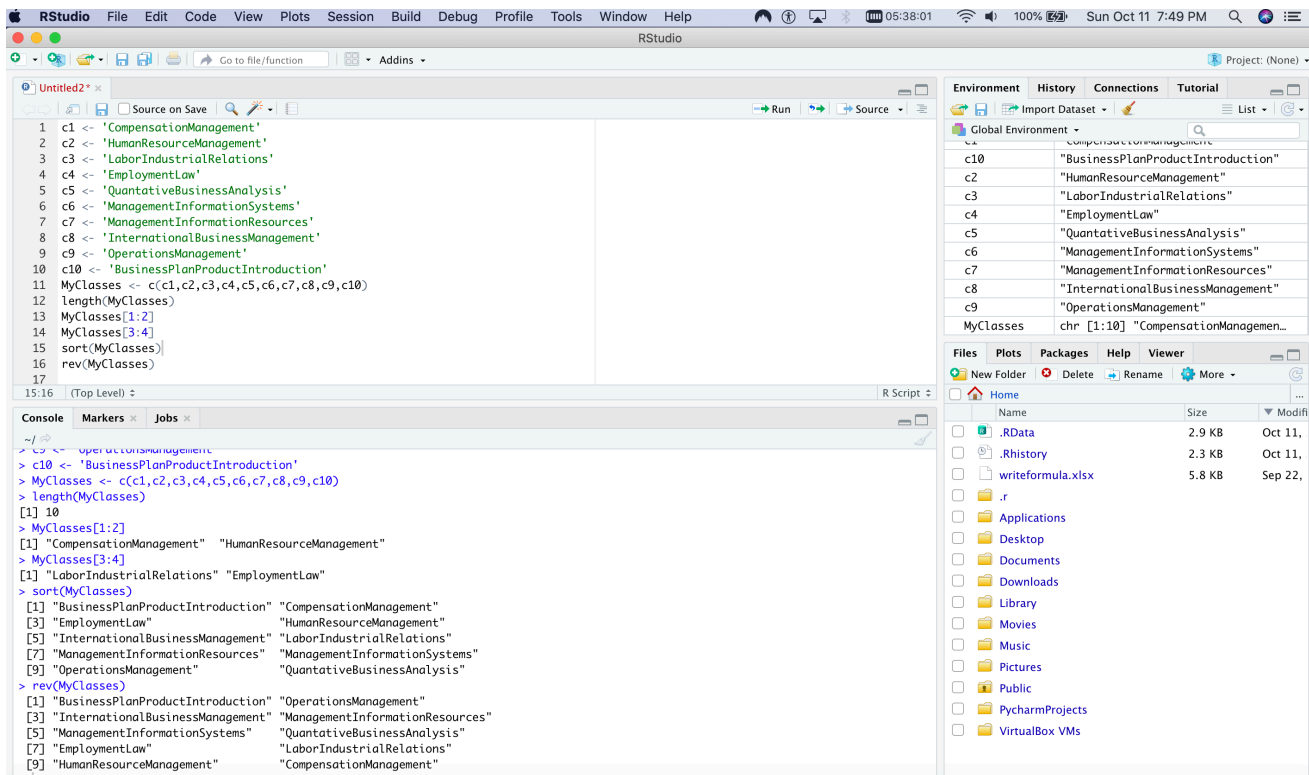 RStudio File Edit Code View Plots Session Build Debug Profile Tools Window Help 05:38:01 100% Sun Oct 11 7:49 PM
RStudio
Go to file/function Addins Project: (None)
Untitled2*
Source on Save Run Source
1 c1 <- 'CompensationManagement'
2 c2 <- 'HumanResourceManagement'
3 c3 <- 'LaborIndustrialRelations'
4 c4 <- 'EmploymentLaw'
5 c5 <- 'QuantativeBusinessAnalysis'
6 c6 <- 'ManagementInformationSystems'
7 c7 <- 'ManagementInformationResources'
8 c8 <- 'InternationalBusinessManagement'
9 c9 <- 'OperationsManagement'
10 c10 <- 'BusinessPlanProductIntroduction'
11 MyClasses <- c(c1,c2,c3,c4,c5,c6,c7,c8,c9,c10)
12 length(MyClasses)
13 MyClasses[1:2]
14 MyClasses[3:4]
15 sort(MyClasses)
16 rev(MyClasses)
17
15:16 (Top Level) R Script
Console Markers Jobs
~/
> c9 <- 'OperationsManagement'
> c10 <- 'BusinessPlanProductIntroduction'
> MyClasses <- c(c1,c2,c3,c4,c5,c6,c7,c8,c9,c10)
> length(MyClasses)
[1] 10
> MyClasses[1:2]
[1] "CompensationManagement" "HumanResourceManagement"
> MyClasses[3:4]
[1] "LaborIndustrialRelations" "EmploymentLaw"
> sort(MyClasses)
[1] "BusinessPlanProductIntroduction" "CompensationManagement"
[3] "EmploymentLaw" "HumanResourceManagement"
[5] "InternationalBusinessManagement" "LaborIndustrialRelations"
[7] "ManagementInformationResources" "ManagementInformationSystems"
[9] "OperationsManagement" "QuantativeBusinessAnalysis"
> rev(MyClasses)
[1] "BusinessPlanProductIntroduction" "OperationsManagement"
[3] "InternationalBusinessManagement" "ManagementInformationResources"
[5] "ManagementInformationSystems" "QuantativeBusinessAnalysis"
[7] "EmploymentLaw" "LaborIndustrialRelations"
[9] "HumanResourceManagement" "CompensationManagement"
Environment History Connections Tutorial
Import Dataset List
Global Environment
c1 "CompensationManagement"
c10 "BusinessPlanProductIntroduction"
c2 "HumanResourceManagement"
c3 "LaborIndustrialRelations"
c4 "EmploymentLaw"
c5 "QuantativeBusinessAnalysis"
c6 "ManagementInformationSystems"
c7 "ManagementInformationResources"
c8 "InternationalBusinessManagement"
c9 "OperationsManagement"
MyClasses chr [1:10] "CompensationManagemen…
Files Plots Packages Help Viewer
New Folder Delete Rename More
Home ...
Name Size Modifi
.RData 2.9 KB Oct 11,
.Rhistory 2.3 KB Oct 11,
writeformula.xlsx 5.8 KB Sep 22,
.r
Applications
Desktop
Documents
Downloads
Library
Movies
Music
Pictures
Public
PycharmProjects
VirtualBox VMs